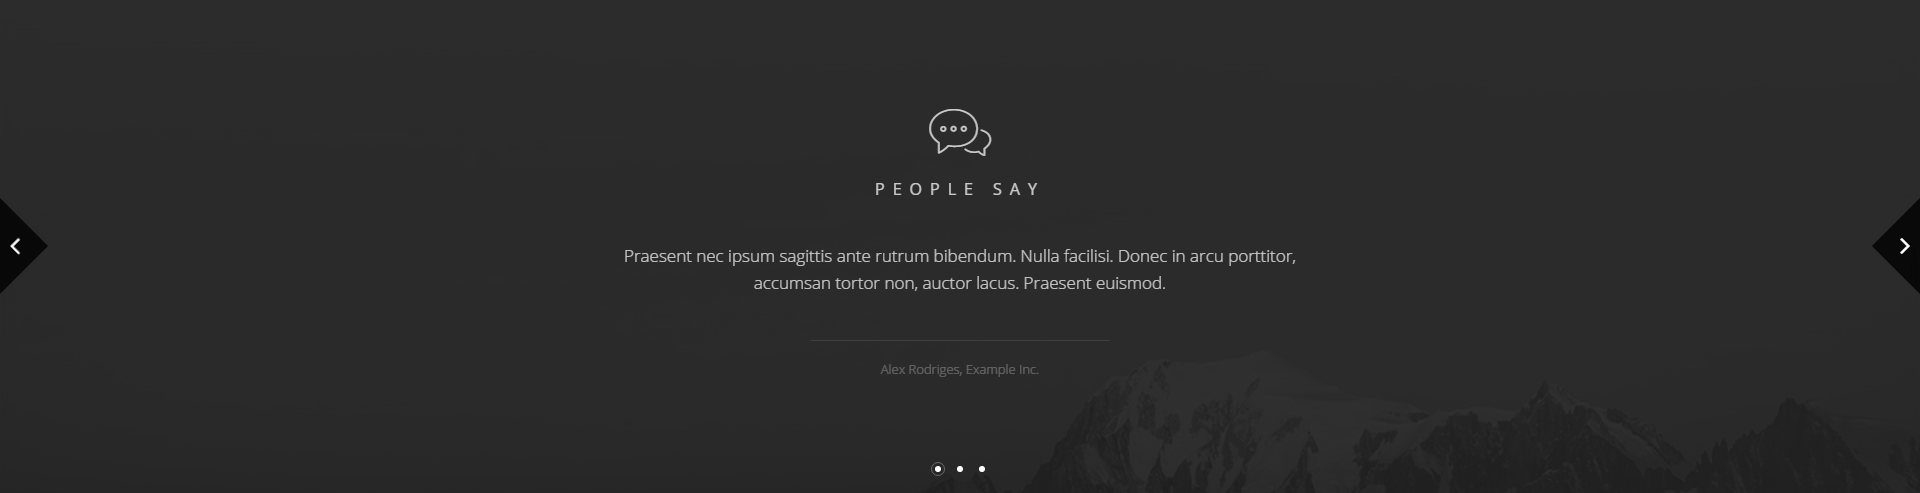 PEOPLE SAY
Praesent nec ipsum sagittis ante rutrum bibendum. Nulla facilisi. Donec in arcu porttitor,
accumsan tortor non, auctor lacus. Praesent euismod.
Alex Rodriges, Example Inc.